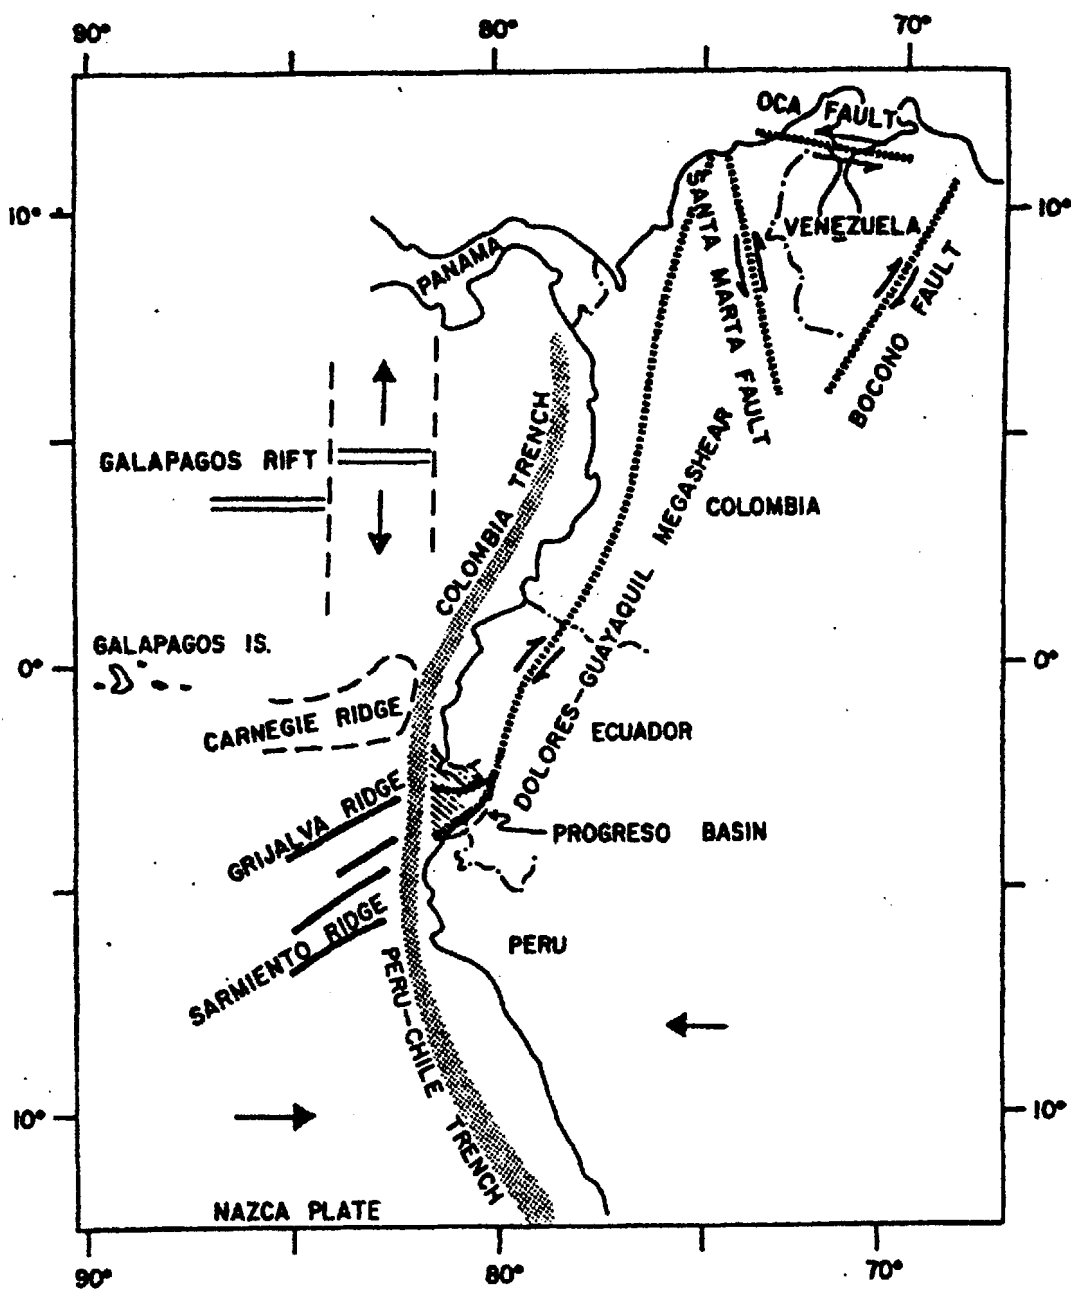 90°
80°
70°
OCA FAULT
10°
10°
SANTA MARTA FAULT
VENEZUELA
PANAMA
BOCONO FAULT
GALAPAGOS RIFT
COLOMBIA TRENCH
COLOMBIA
DOLORES-GUAYAQUIL MEGASHEAR
GALAPAGOS IS.
0°
0°
CARNEGIE RIDGE
ECUADOR
GRIJALVA RIDGE
PROGRESO BASIN
SARMIENTO RIDGE
PERU
PERU-CHILE TRENCH
10°
10°
NAZCA PLATE
90°
80°
70°